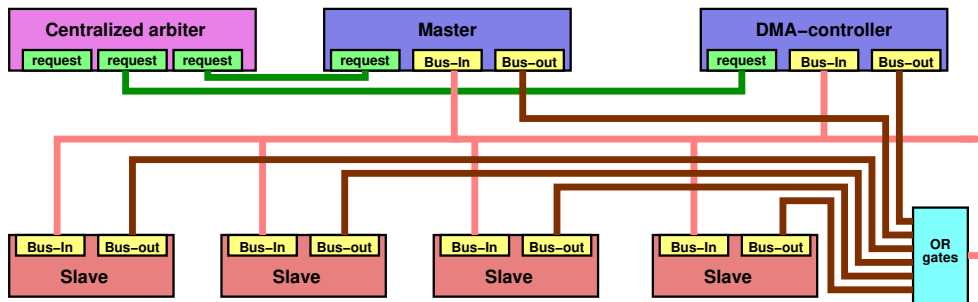 Centralized arbiter
request request request
Master
request Bus−In Bus−out
DMA−controller
request Bus−In Bus−out
Bus−In Bus−out
Slave
Bus−In Bus−out
Slave
Bus−In Bus−out
Slave
Bus−In Bus−out
Slave
OR
gates